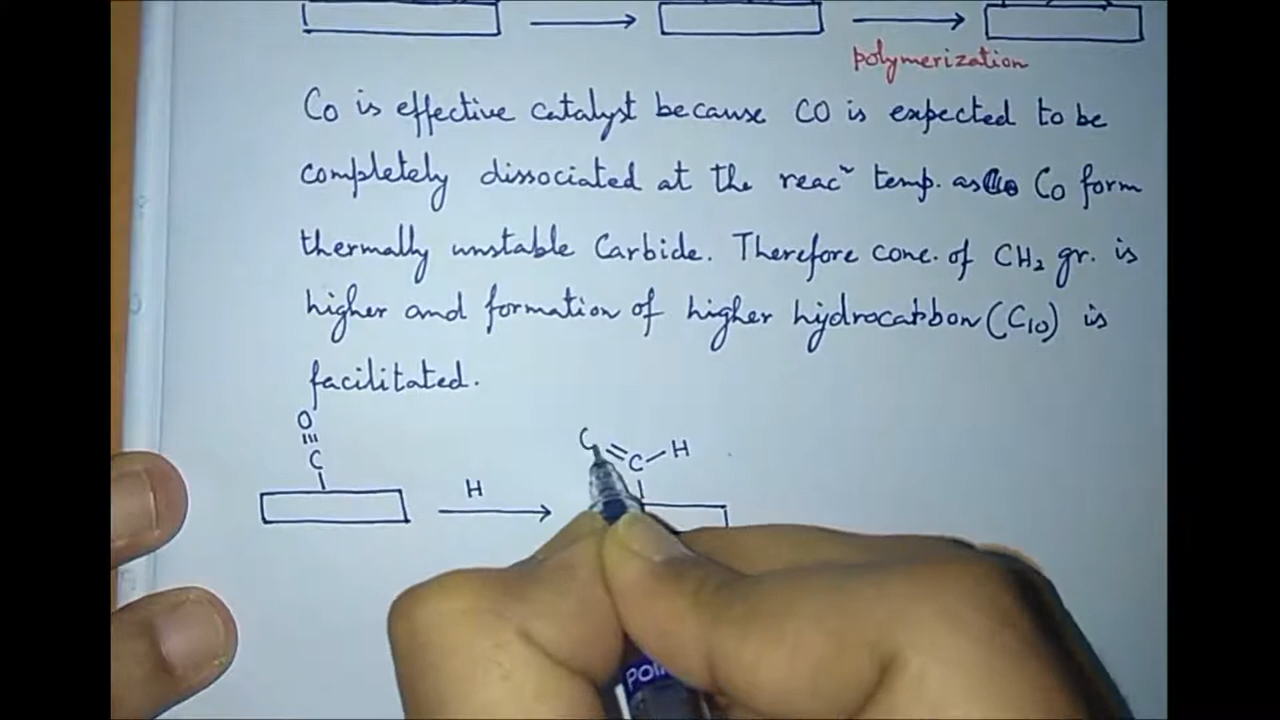 polymerization
Co is effective catalyst because CO is expected to be
completely dissociated at the reacⁿ temp. as Co form
thermally unstable Carbide. Therefore conc. of CH₂ gr. is
higher and formation of higher hydrocarbon (C₁₀) is
facilitated.
O
≡
C
H
C = C – H
POI